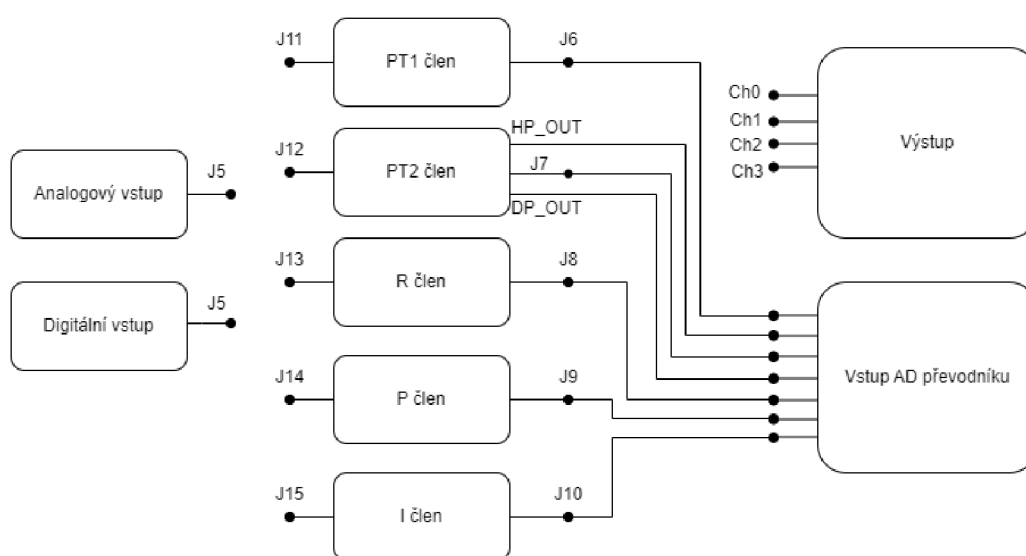 J11
PT1 člen
J6
Ch0
Ch1
Ch2
Ch3
Výstup
HP_OUT
J12
PT2 člen
J7
DP_OUT
Analogový vstup
J5
J13
R člen
J8
Digitální vstup
J5
J14
P člen
J9
Vstup AD převodníku
J15
I člen
J10